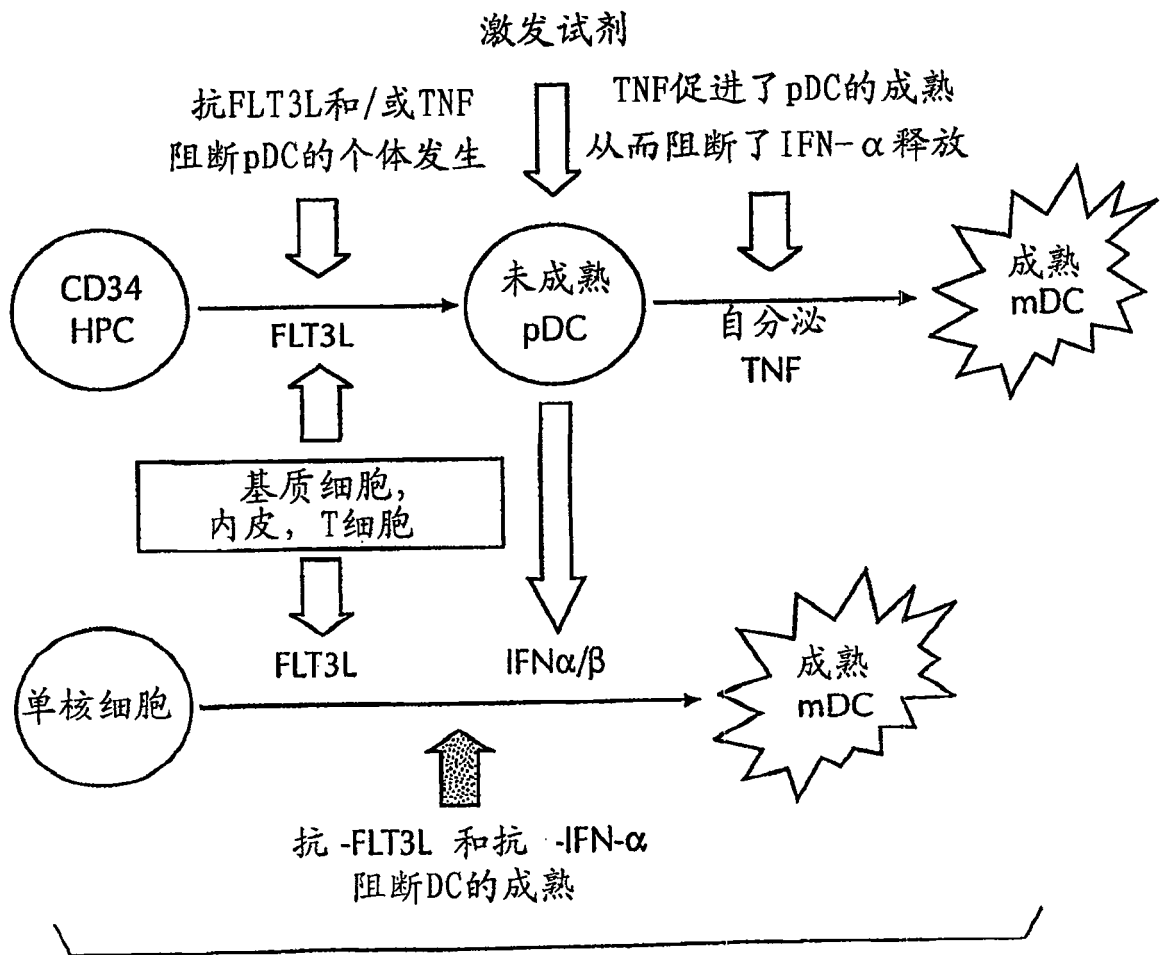 激发试剂
抗FLT3L和/或TNF
阻断pDC的个体发生
TNF促进了pDC的成熟
从而阻断了IFN-α释放
CD34
HPC
FLT3L
未成熟
pDC
自分泌
TNF
成熟
mDC
基质细胞,
内皮, T细胞
单核细胞
FLT3L
IFNα/β
成熟
mDC
抗-FLT3L 和抗-IFN-α
阻断DC的成熟